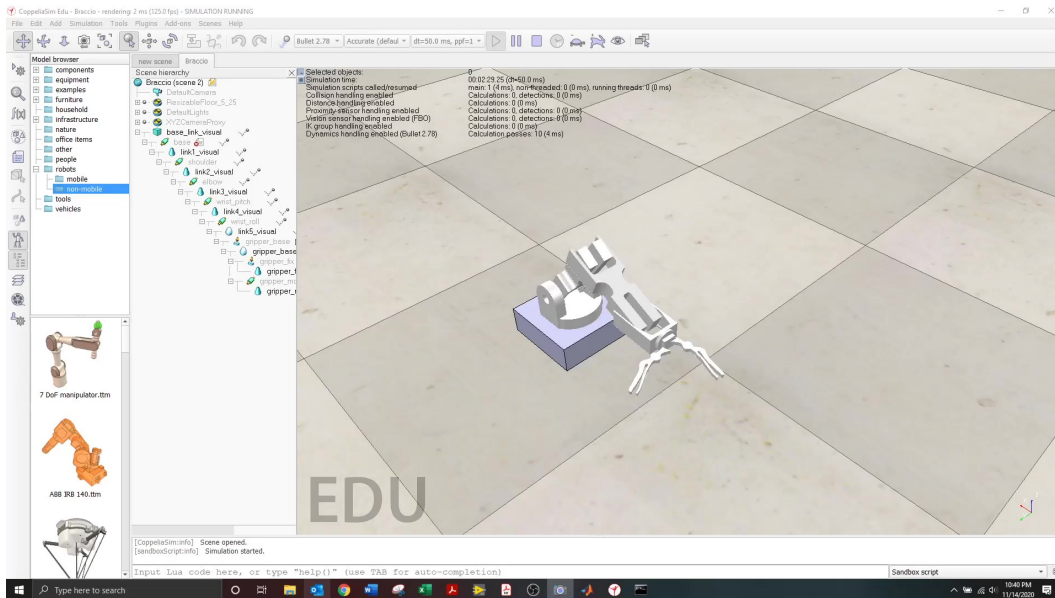 CoppeliaSim Edu - Braccio - rendering: 2 ms (125.0 fps) - SIMULATION RUNNING
File Edit Add Simulation Tools Plugins Add-ons Scenes Help
Bullet 2.78 Accurate (defaul dt=50.0 ms, ppf=1
Model browser
components
equipment
examples
furniture
household
infrastructure
nature
office items
other
people
robots
mobile
non-mobile
tools
vehicles
7 DoF manipulator.ttm
ABB IRB 140.ttm
new scene Braccio
Scene hierarchy
Braccio (scene 2)
DefaultCamera
ResizableFloor_5_25
DefaultLights
XYZCameraProxy
base_link_visual
base
link1_visual
shoulder
link2_visual
elbow
link3_visual
wrist_pitch
link4_visual
wrist_roll
link5_visual
gripper_base
gripper_base
gripper_fix
gripper_f
gripper_mo
gripper_r
Selected objects: 0
Simulation time: 00:02:29.25 (dt=50.0 ms)
Simulation scripts called/resumed main: 1 (4 ms), non-threaded: 0 (0 ms), running threads: 0 (0 ms)
Collision handling enabled Calculations: 0, detections: 0 (0 ms)
Distance handling enabled Calculations: 0 (0 ms)
Proximity sensor handling enabled Calculations: 0, detections: 0 (0 ms)
Vision sensor handling enabled (FBO) Calculations: 0, detections: 0 (0 ms)
IK group handling enabled Calculations: 0 (0 ms)
Dynamics handling enabled (Bullet 2.78) Calculation passes: 10 (4 ms)
EDU
[CoppeliaSim:info] Scene opened.
[sandboxScript:info] Simulation started.
Input Lua code here, or type "help()" (use TAB for auto-completion)
Sandbox script
Type here to search
10:40 PM
11/14/2020